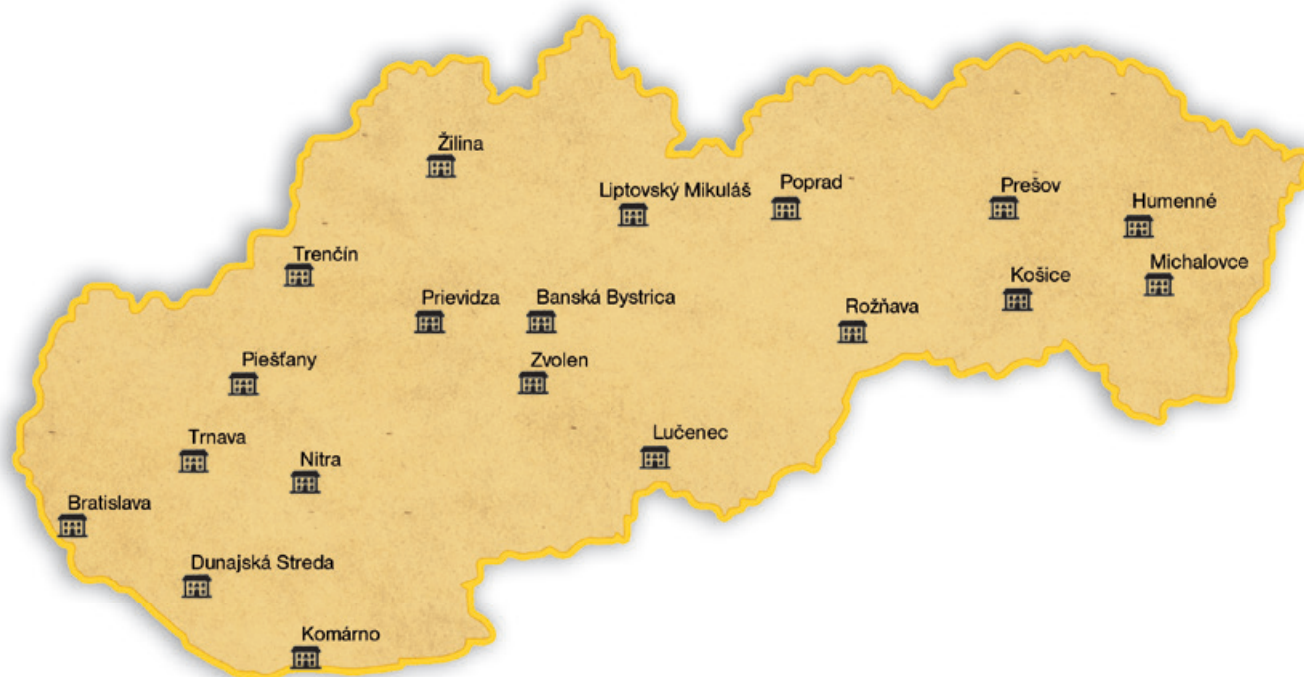 Žilina
Liptovský Mikuláš
Poprad
Prešov
Humenné
Trenčín
Michalovce
Košice
Prievidza
Banská Bystrica
Rožňava
Piešťany
Zvolen
Trnava
Lučenec
Nitra
Bratislava
Dunajská Streda
Komárno